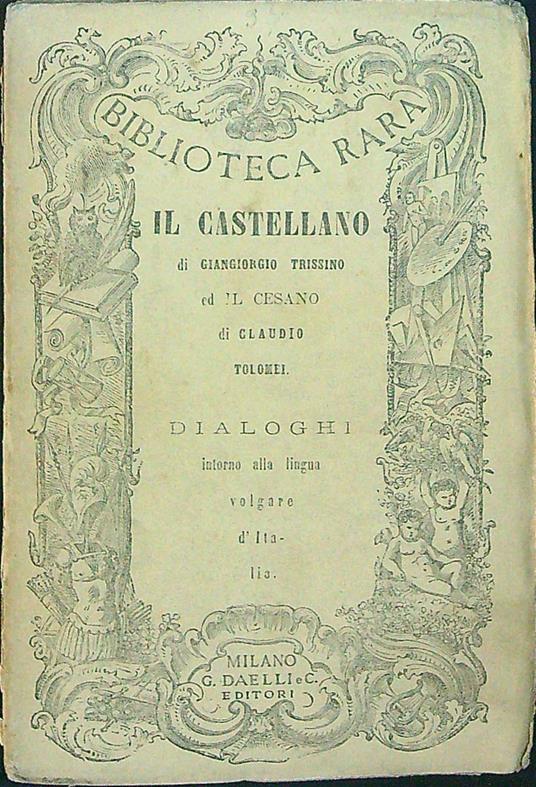 BIBLIOTECA RARA
IL CASTELLANO
di GIANGIORGIO TRISSINO
ed IL CESANO
di CLAUDIO
TOLOMEI.
DIALOGHI
intorno alla lingua
volgare
d' Ita-
lia.
MILANO
G. DAELLI e C.
EDITORI